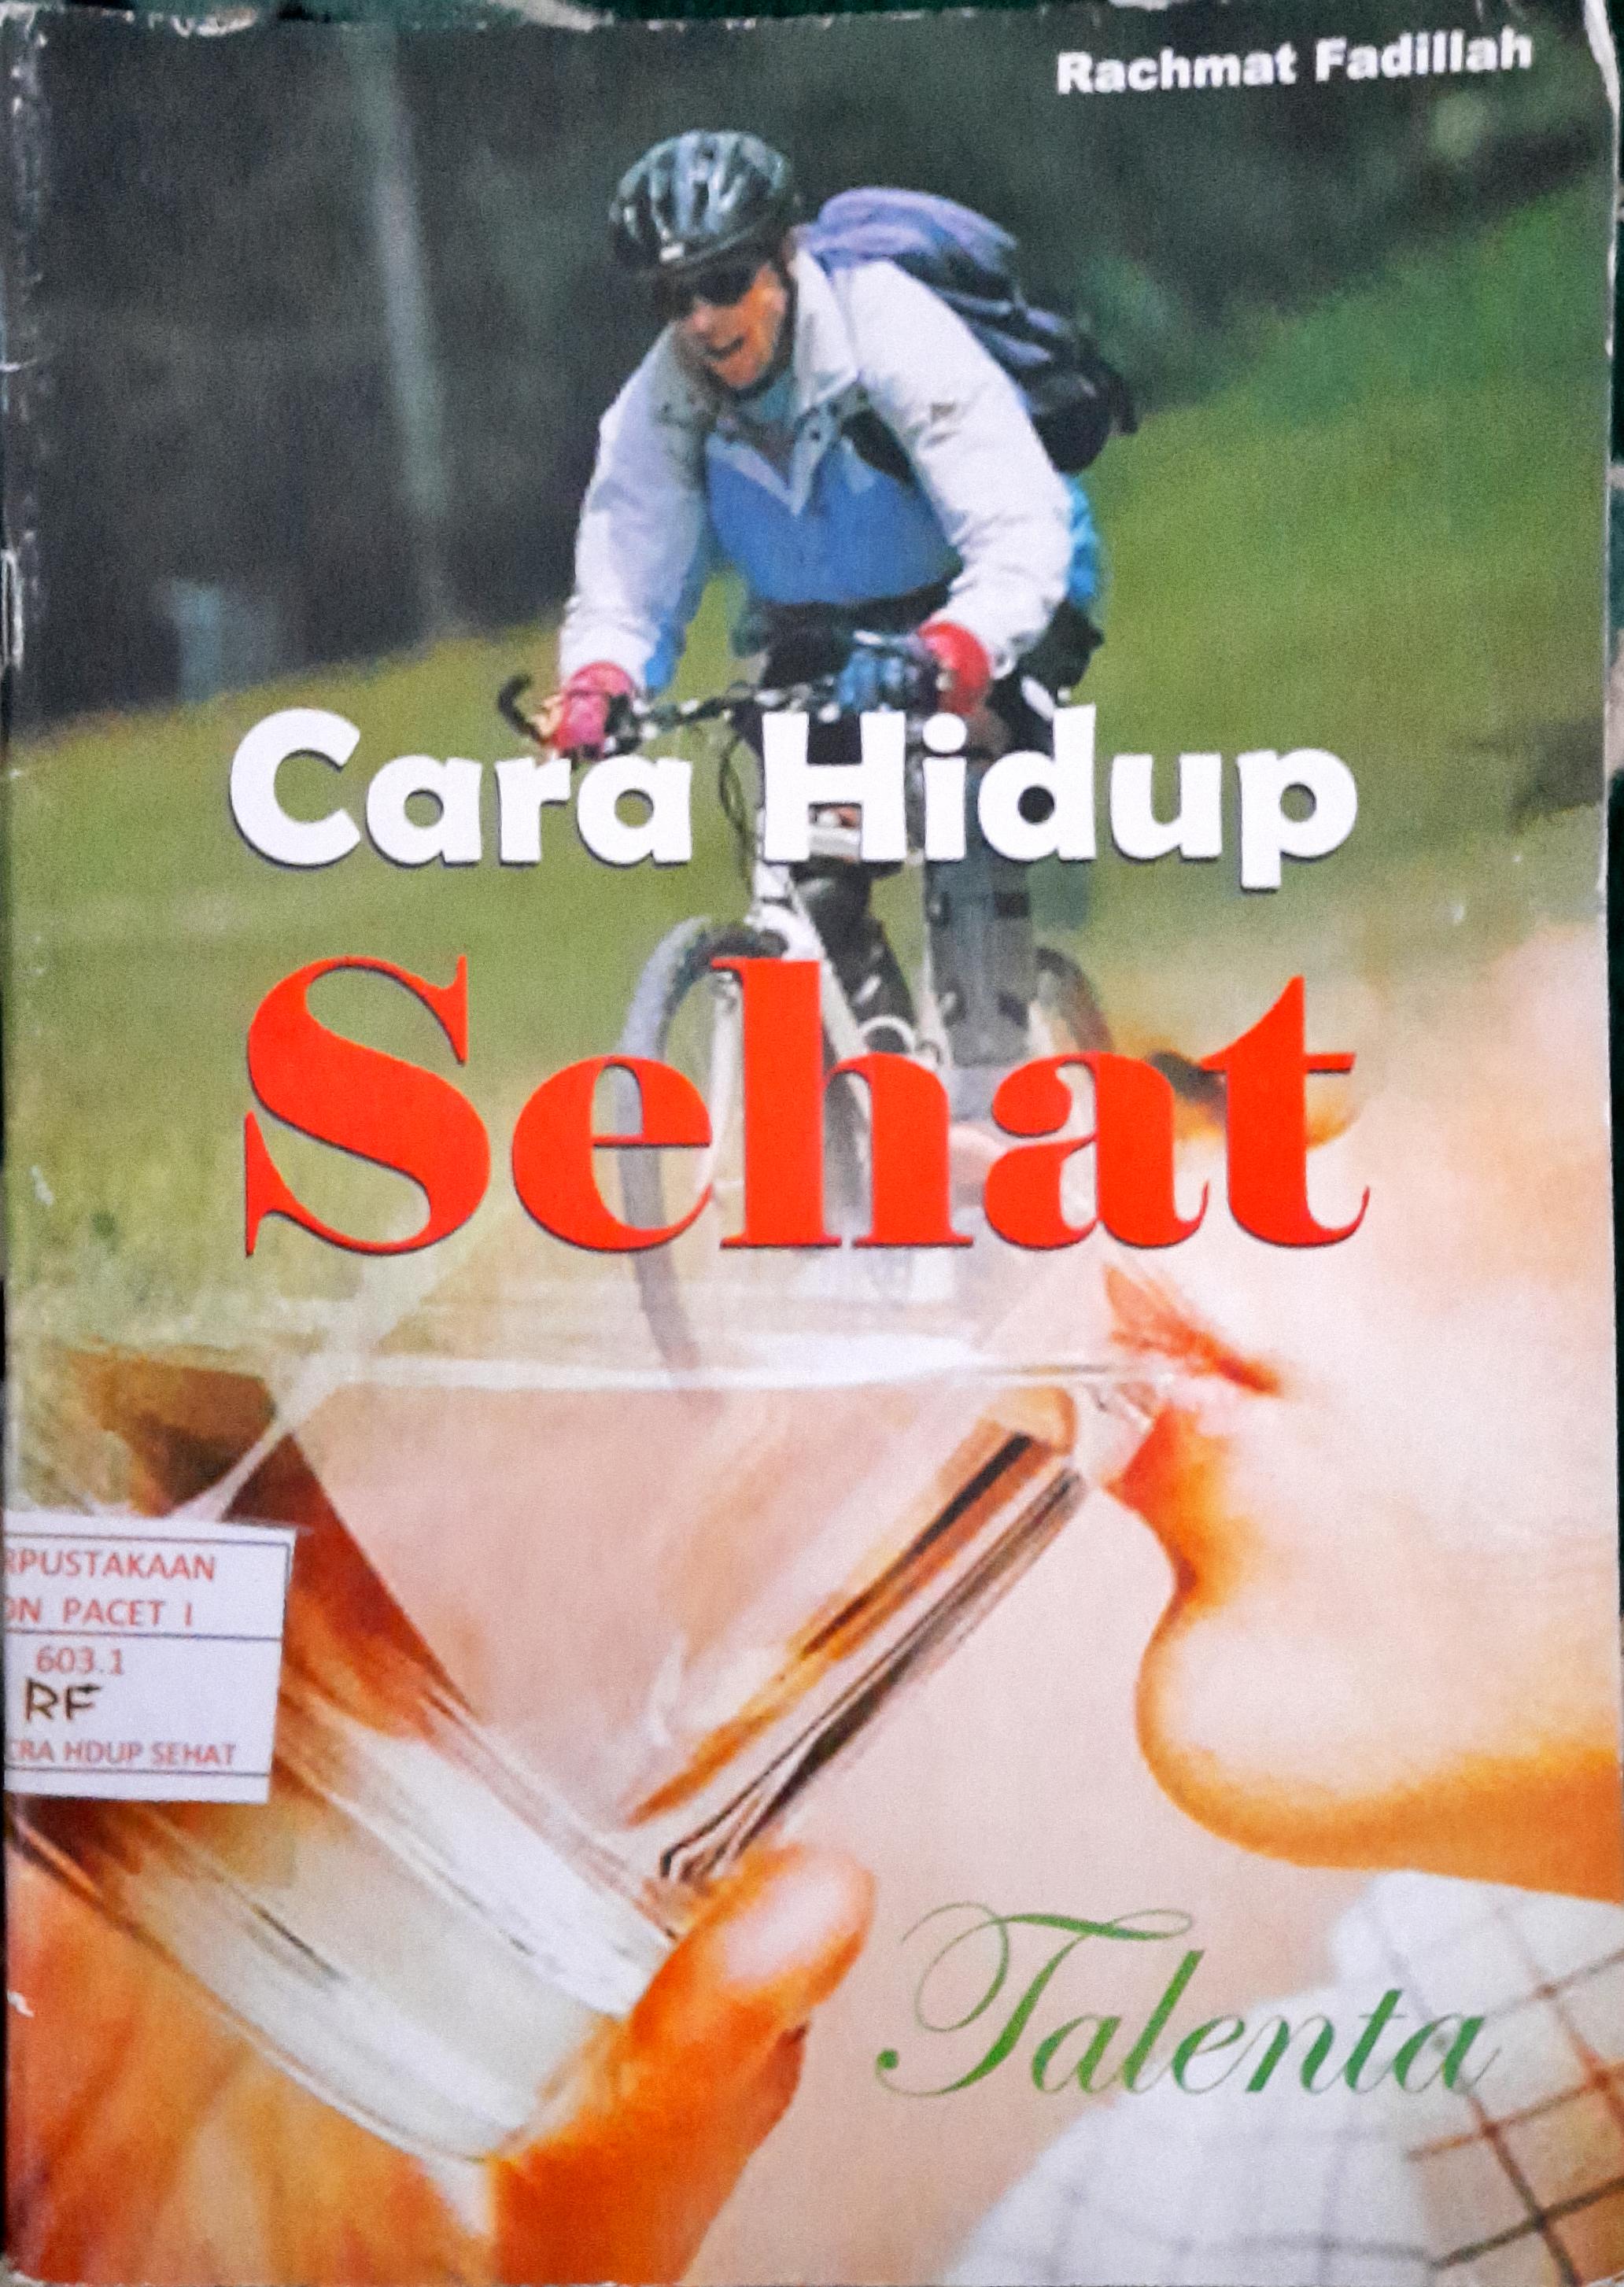 Rachmat Fadillah
Cara Hidup
Sehat
RPUSTAKAAN
ON PACET I
603.1
RF
CRA HDUP SEHAT
Talenta